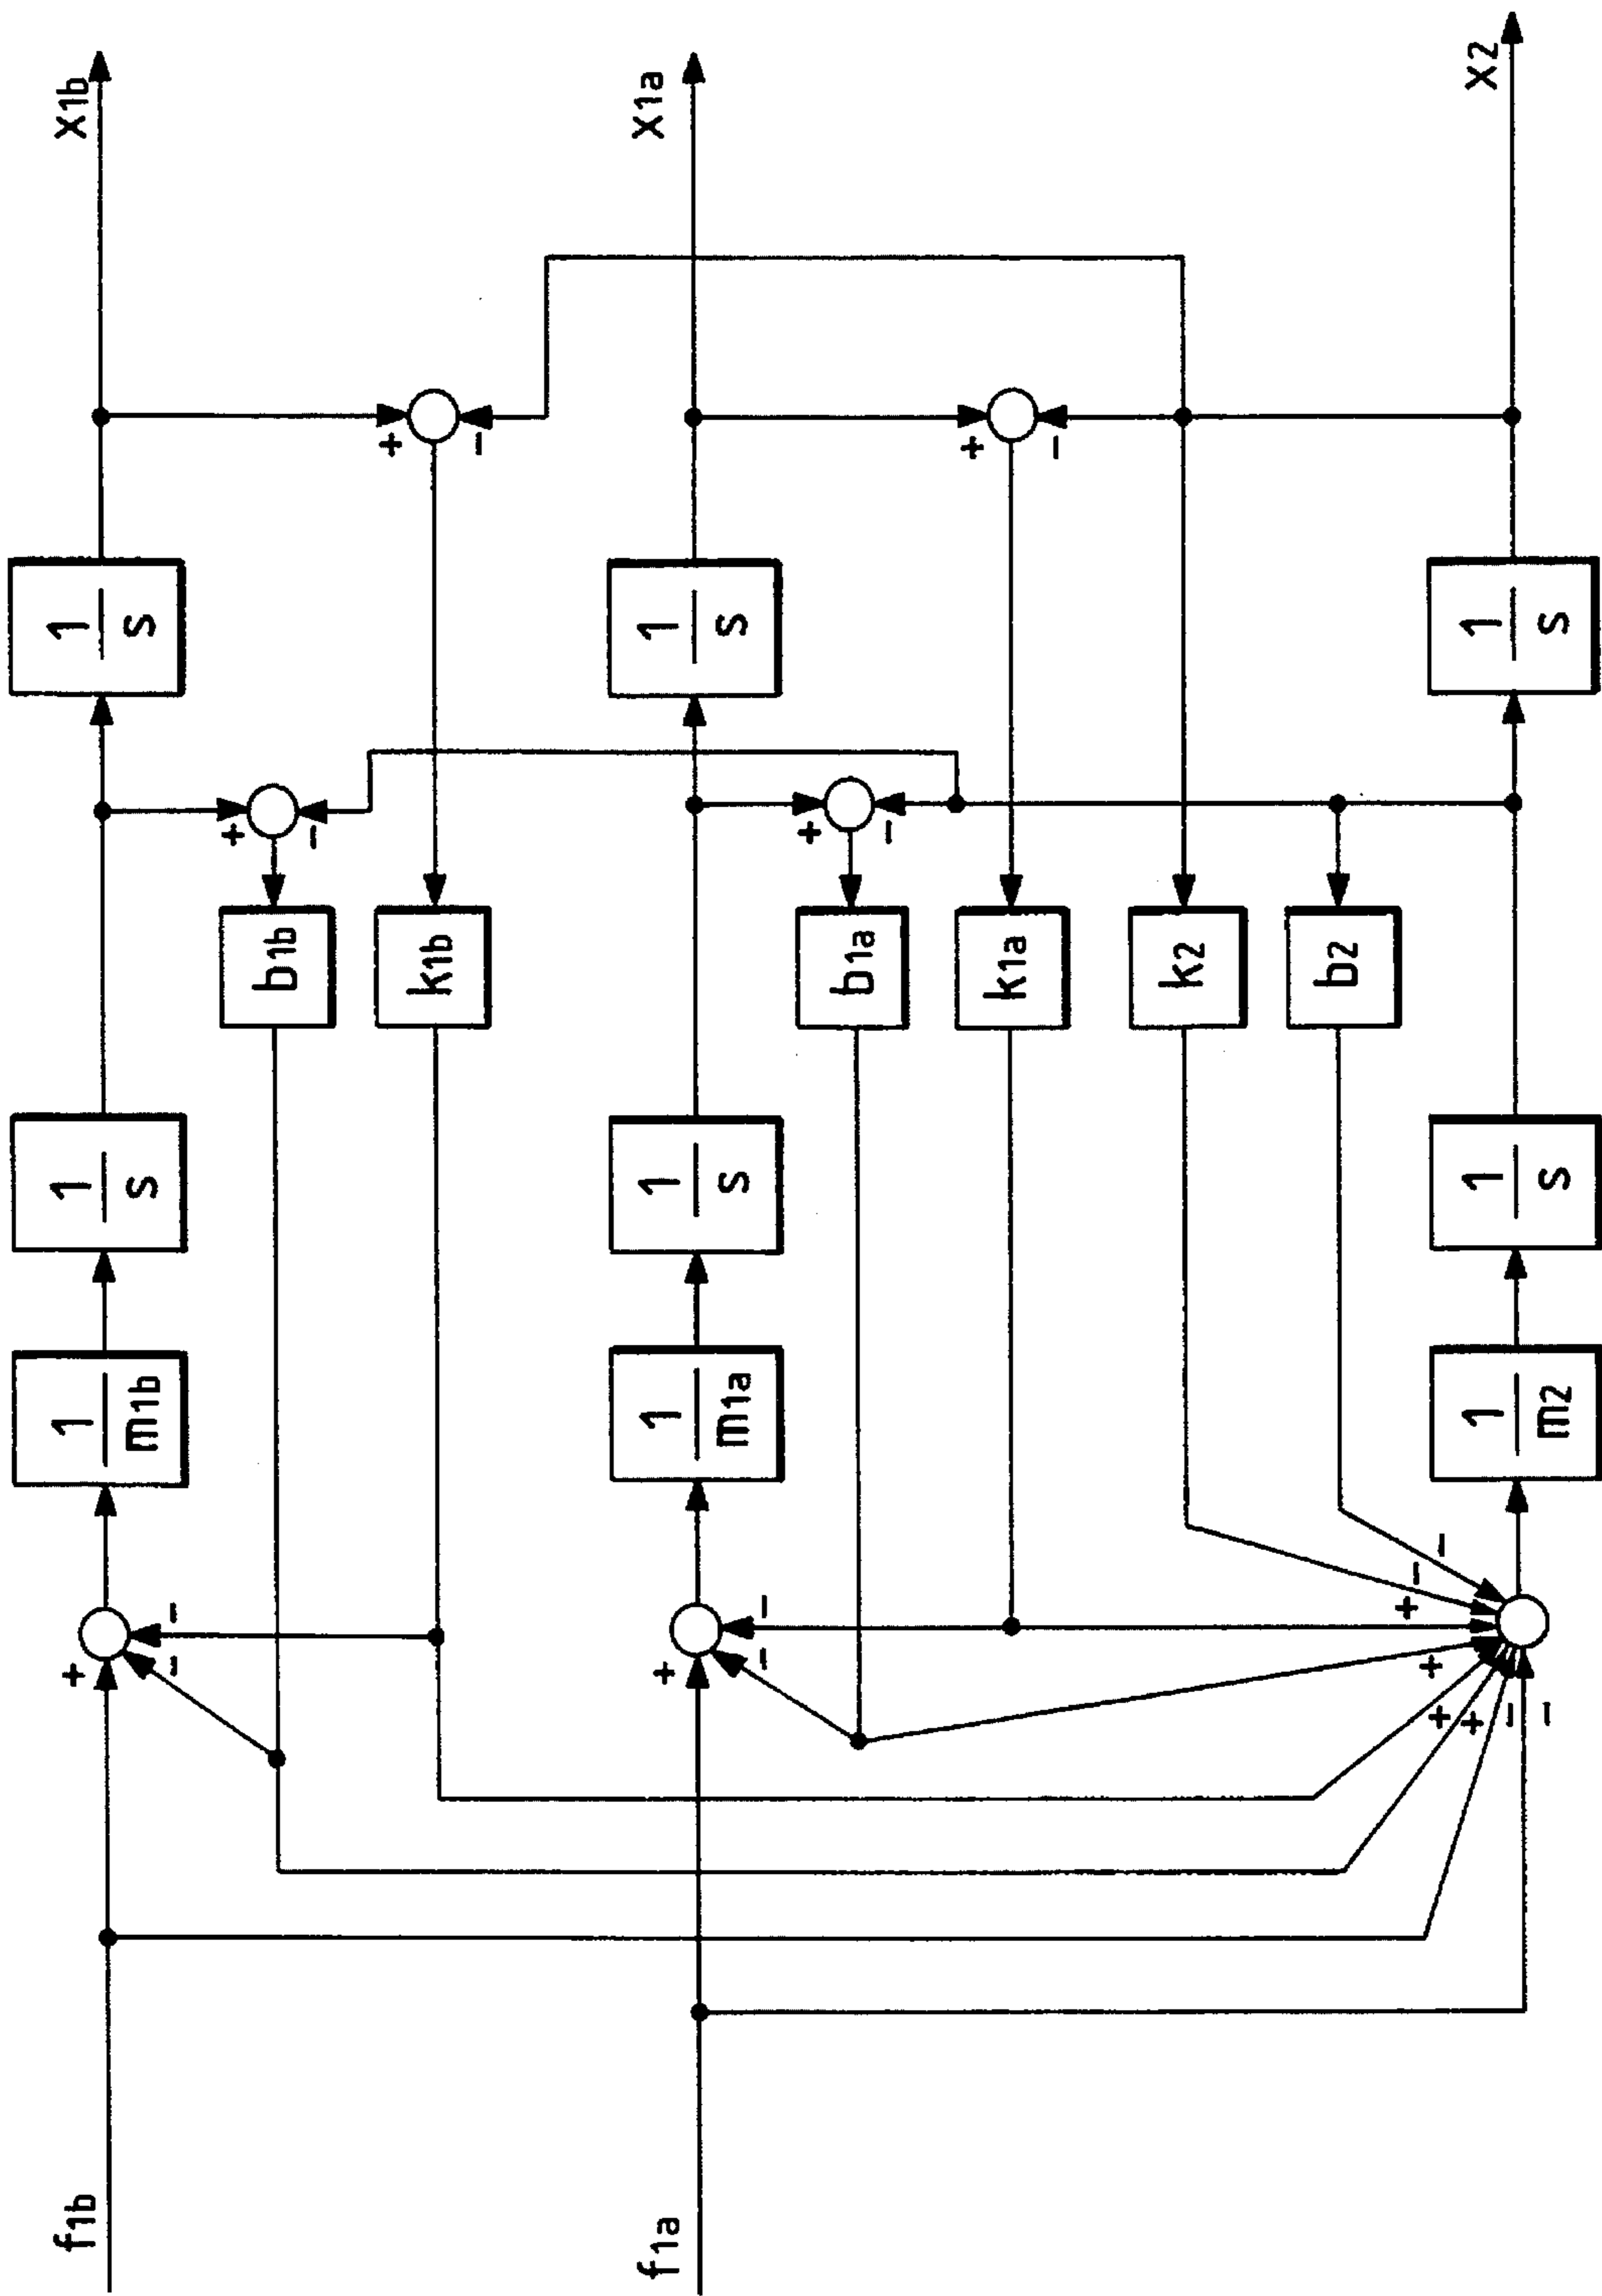 f1b
+
−
−
1
m1b
1
s
1
s
x1b
+
−
b1b
+
−
k1b
f1a
+
−
−
1
m1a
1
s
1
s
x1a
+
−
b1a
+
−
k1a
k2
b2
−
−
+
+
+
+
−
−
1
m2
1
s
1
s
x2